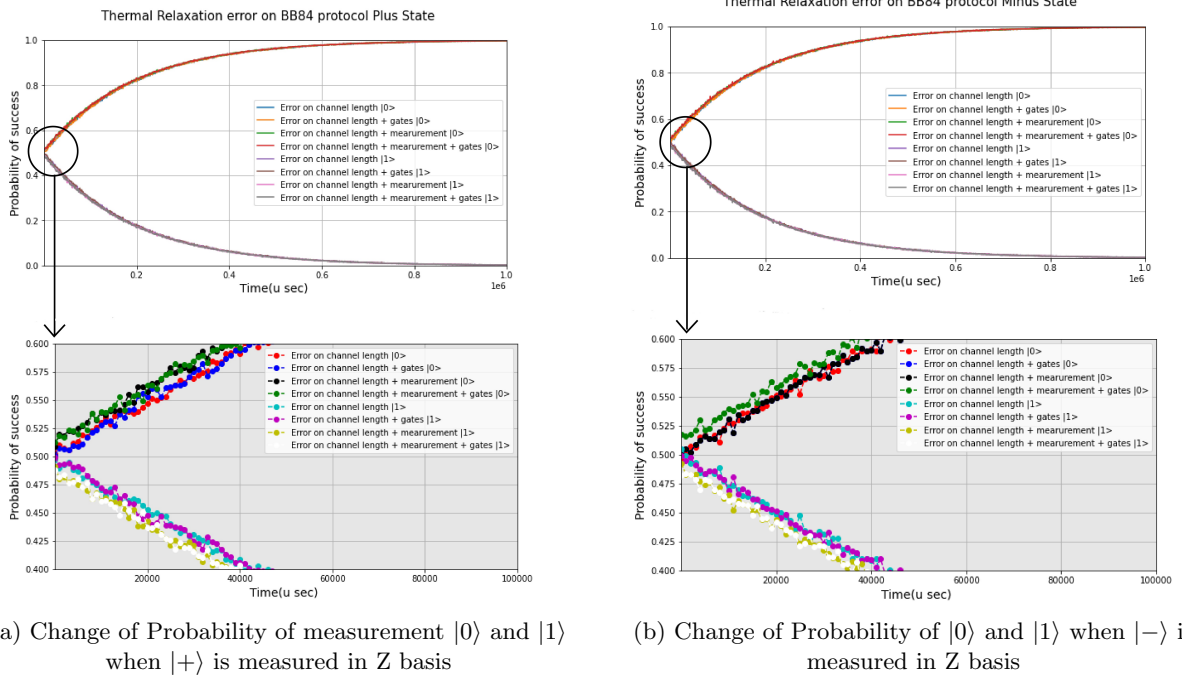 Thermal Relaxation error on BB84 protocol Plus State
Probability of success
1.0
0.8
0.6
0.4
0.2
0.0
Error on channel length |0>
Error on channel length + gates |0>
Error on channel length + mearurement |0>
Error on channel length + mearurement + gates |0>
Error on channel length |1>
Error on channel length + gates |1>
Error on channel length + mearurement |1>
Error on channel length + mearurement + gates |1>
0.2 0.4 0.6 0.8 1.0
1e6
Time(u sec)
Probability of success
0.600
0.575
0.550
0.525
0.500
0.475
0.450
0.425
0.400
Error on channel length |0>
Error on channel length + gates |0>
Error on channel length + mearurement |0>
Error on channel length + mearurement + gates |0>
Error on channel length |1>
Error on channel length + gates |1>
Error on channel length + mearurement |1>
Error on channel length + mearurement + gates |1>
20000 40000 60000 80000 100000
Time(u sec)
a) Change of Probability of measurement |0⟩ and |1⟩
when |+⟩ is measured in Z basis
Thermal Relaxation error on BB84 protocol Minus State
Probability of success
1.0
0.8
0.6
0.4
0.2
0.0
Error on channel length |0>
Error on channel length + gates |0>
Error on channel length + mearurement |0>
Error on channel length + mearurement + gates |0>
Error on channel length |1>
Error on channel length + gates |1>
Error on channel length + mearurement |1>
Error on channel length + mearurement + gates |1>
0.2 0.4 0.6 0.8 1.0
1e6
Time(u sec)
Probability of success
0.600
0.575
0.550
0.525
0.500
0.475
0.450
0.425
0.400
Error on channel length |0>
Error on channel length + gates |0>
Error on channel length + mearurement |0>
Error on channel length + mearurement + gates |0>
Error on channel length |1>
Error on channel length + gates |1>
Error on channel length + mearurement |1>
Error on channel length + mearurement + gates |1>
20000 40000 60000 80000 100000
Time(u sec)
(b) Change of Probability of |0⟩ and |1⟩ when |−⟩ i
measured in Z basis